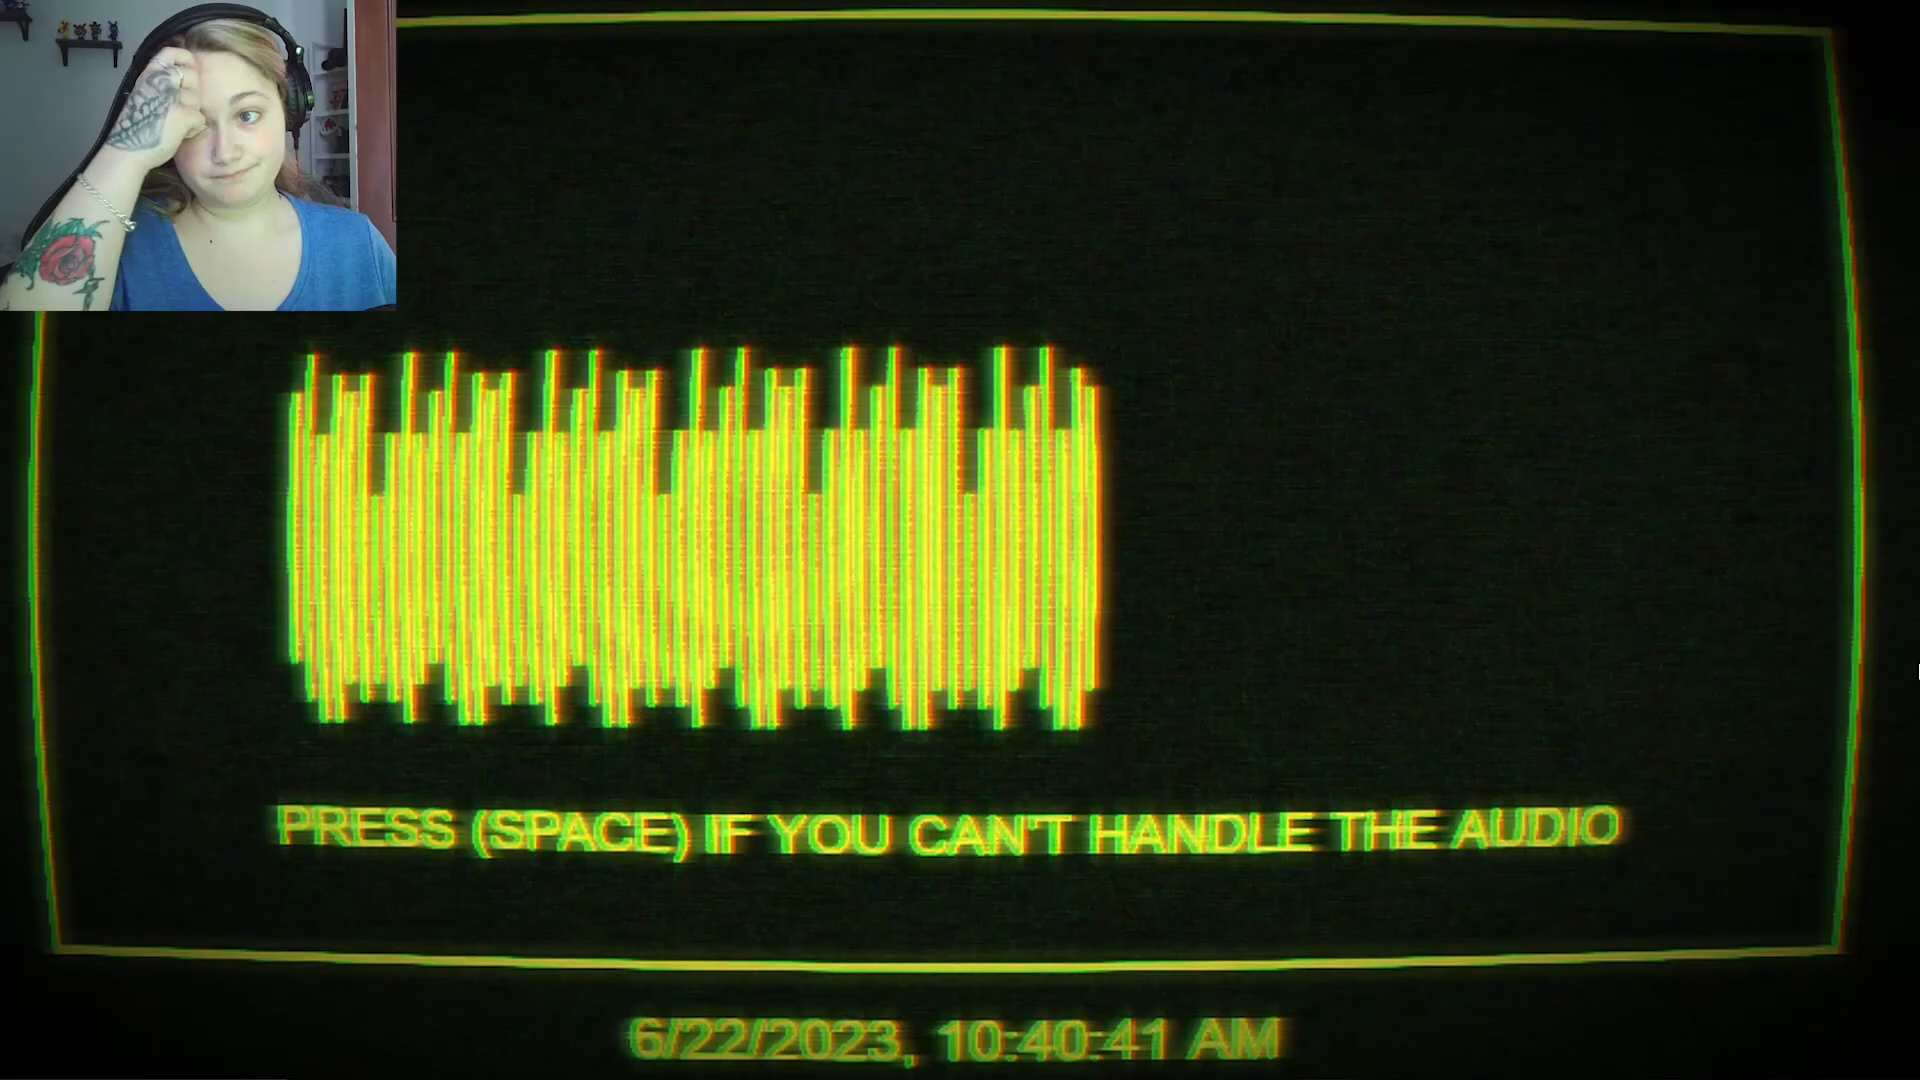 PRESS (SPACE) IF YOU CAN'T HANDLE THE AUDIO
6/22/2023, 10:40:41 AM